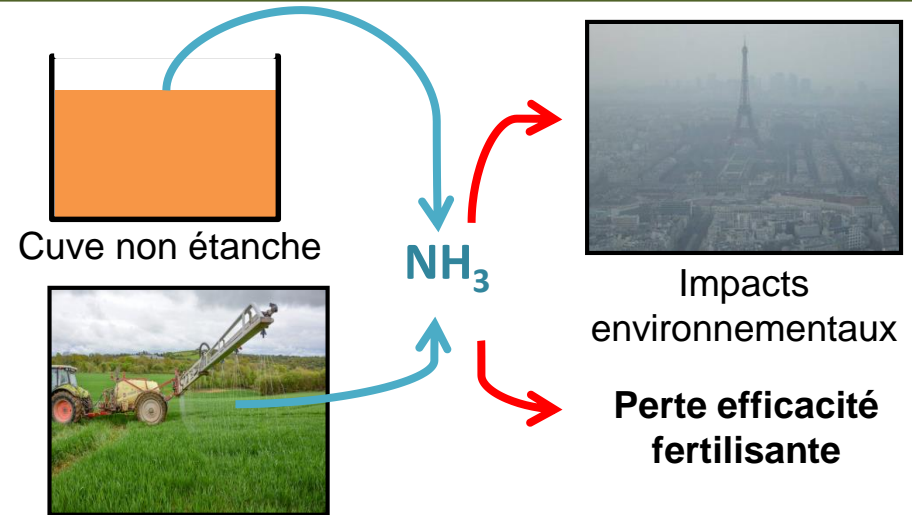 Cuve non étanche
NH₃
Impacts
environnementaux
Perte efficacité
fertilisante